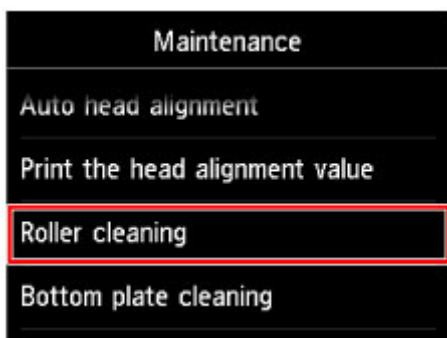 Maintenance
Auto head alignment
Print the head alignment value
Roller cleaning
Bottom plate cleaning